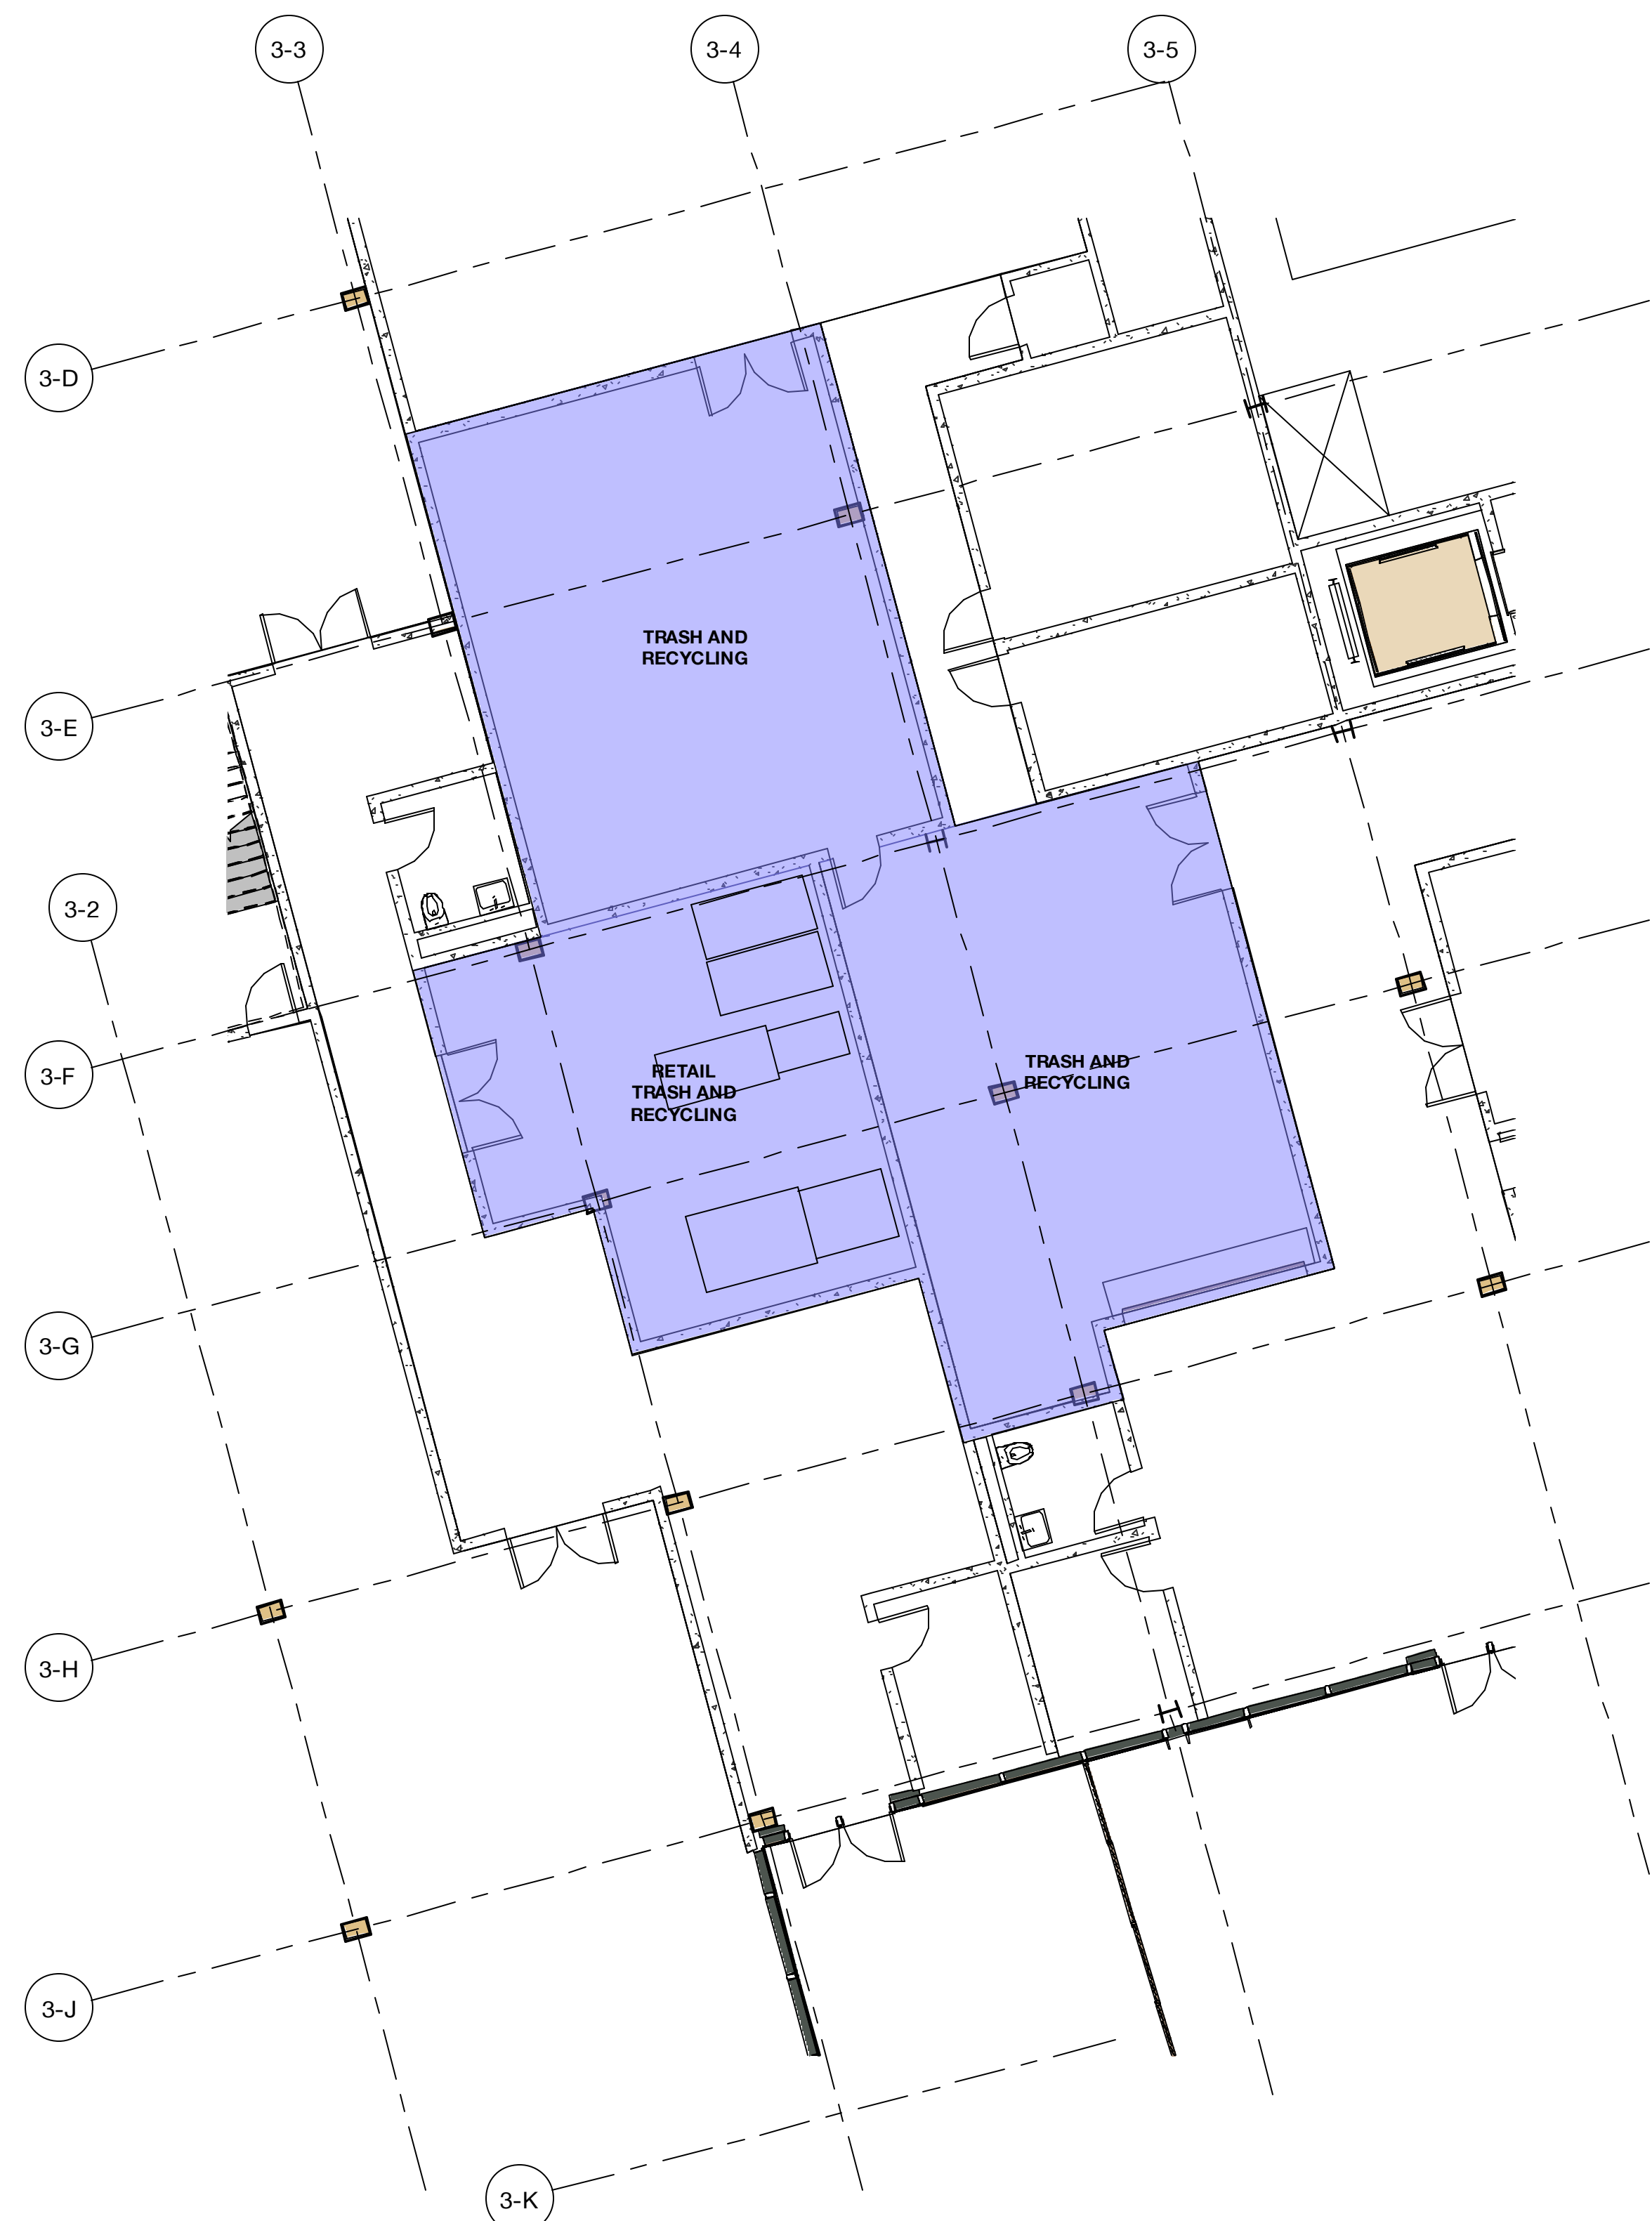 3-3
3-4
3-5
3-D
TRASH AND
RECYCLING
3-E
3-2
3-F
RETAIL
TRASH AND
RECYCLING
TRASH AND
RECYCLING
3-G
3-H
3-J
3-K